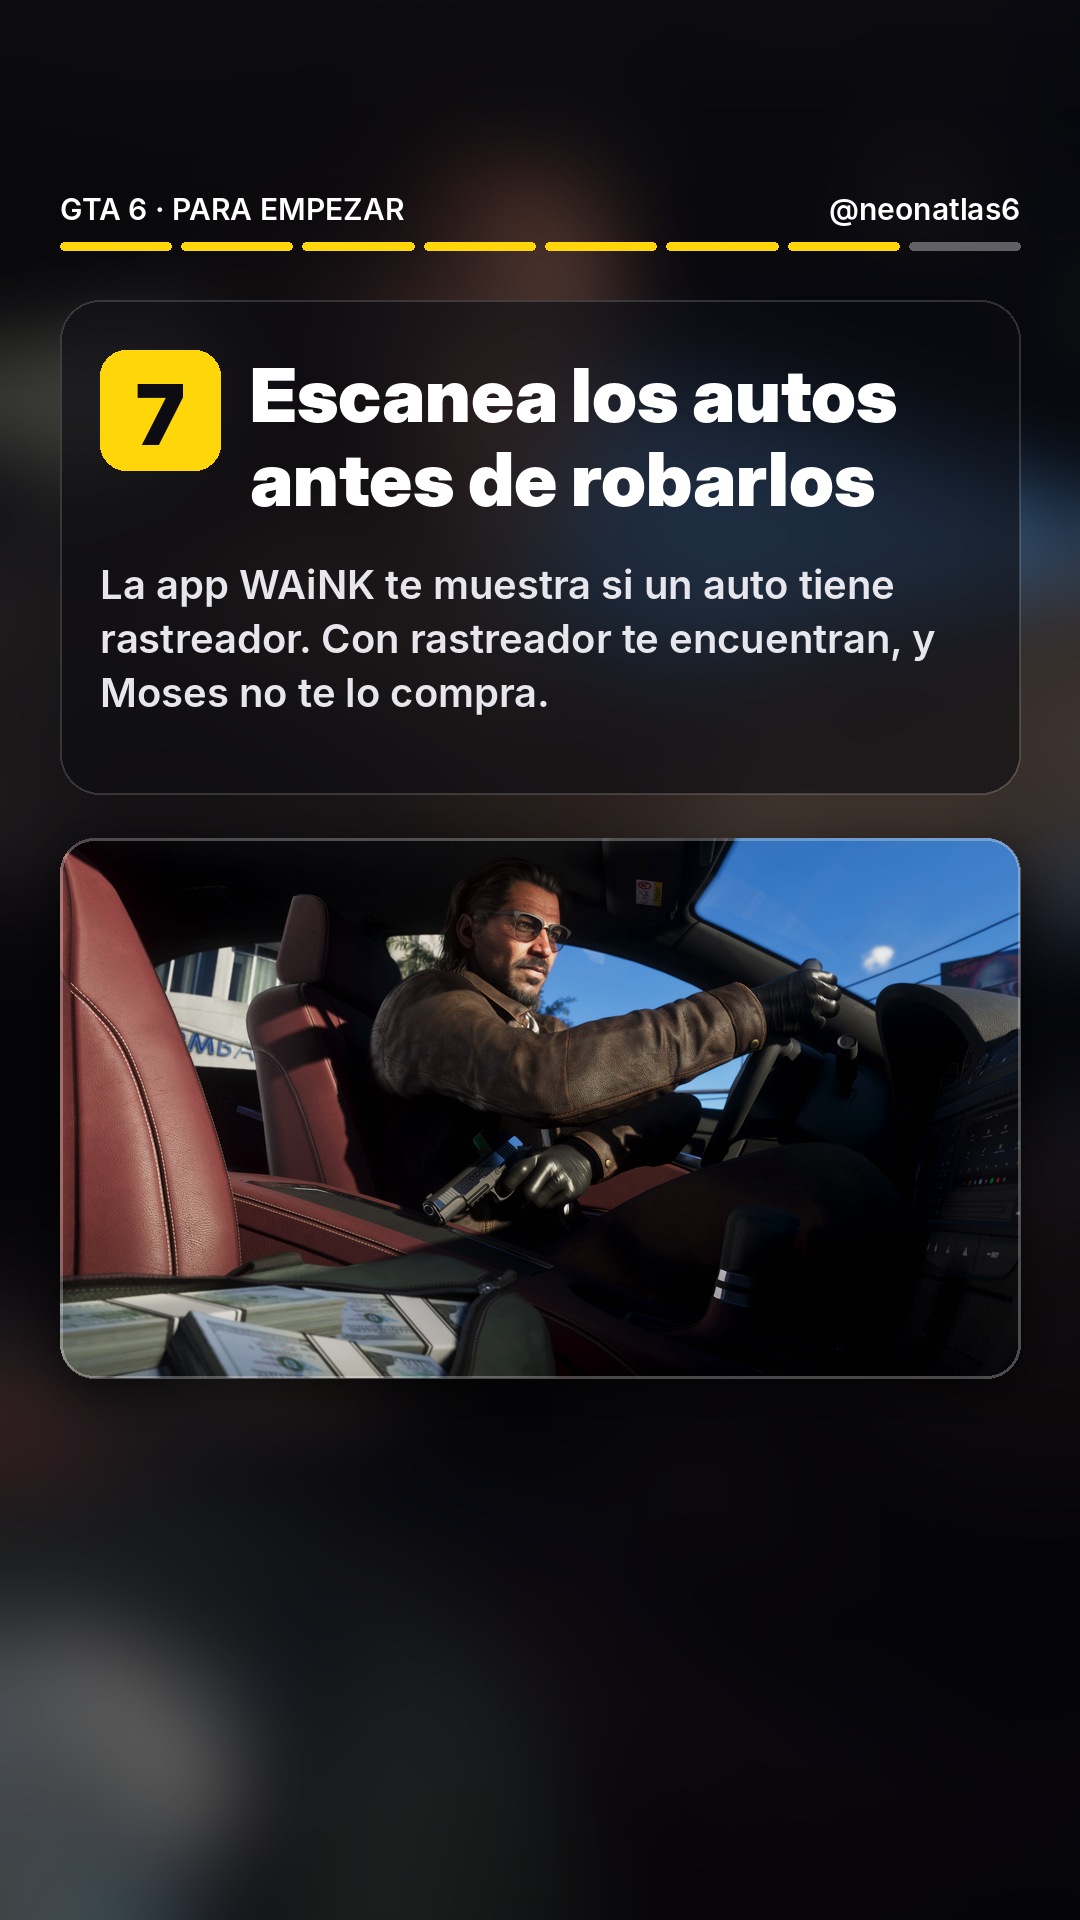 GTA 6 · PARA EMPEZAR
@neonatlas6
7
Escanea los autos
antes de robarlos
La app WAiNK te muestra si un auto tiene
rastreador. Con rastreador te encuentran, y
Moses no te lo compra.